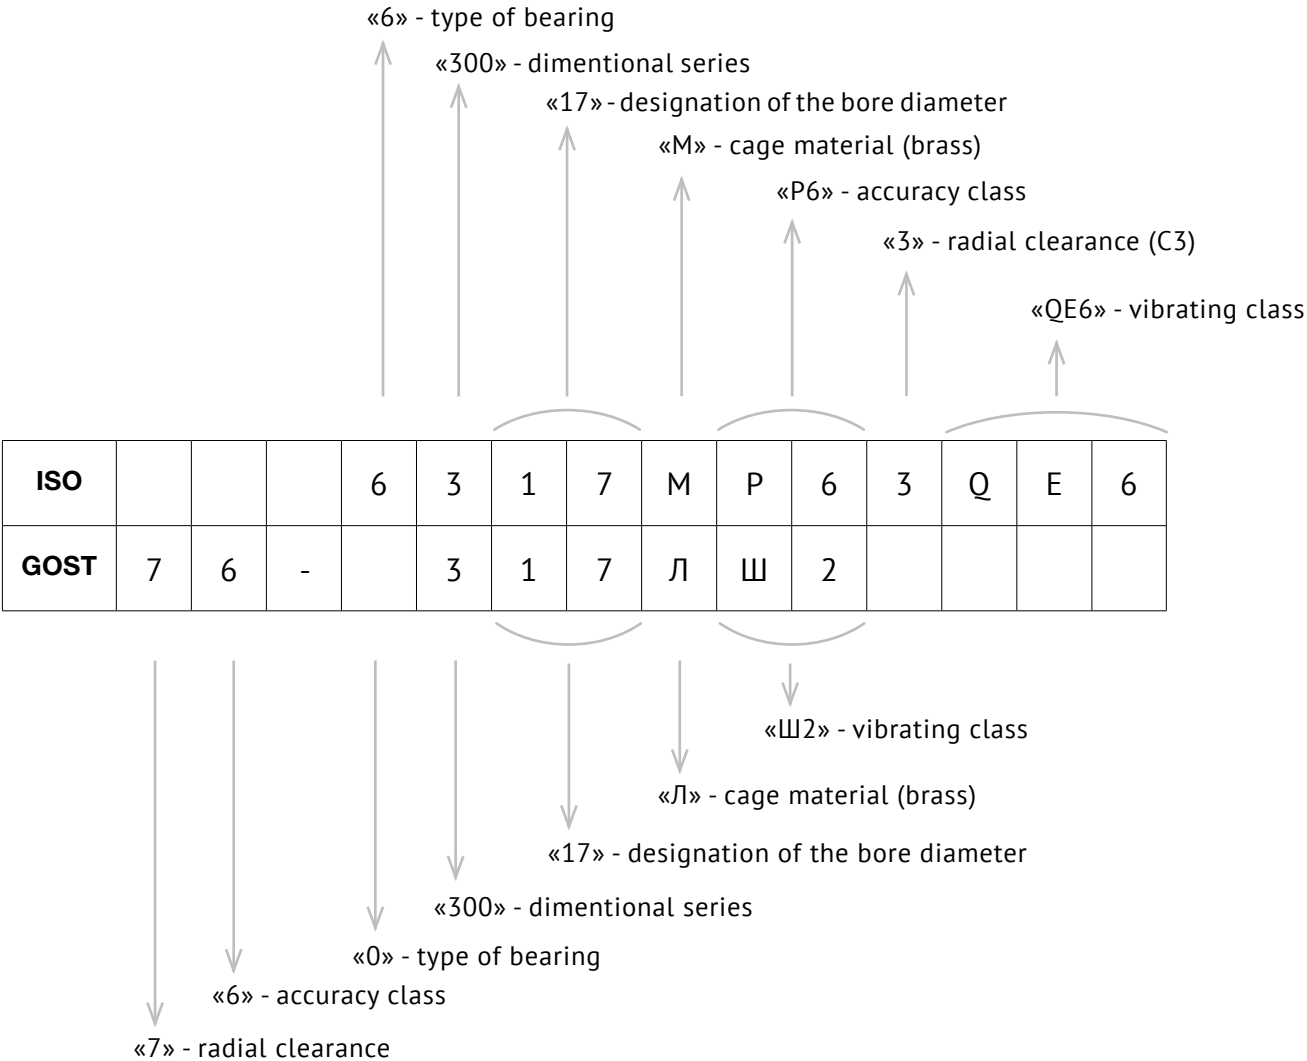 «6» - type of bearing
«300» - dimentional series
«17» - designation of the bore diameter
«M» - cage material (brass)
«P6» - accuracy class
«3» - radial clearance (C3)
«QE6» - vibrating class
ISO 6 3 1 7 M P 6 3 Q E 6
GOST 7 6 - 3 1 7 Л Ш 2
«Ш2» - vibrating class
«Л» - cage material (brass)
«17» - designation of the bore diameter
«300» - dimentional series
«0» - type of bearing
«6» - accuracy class
«7» - radial clearance